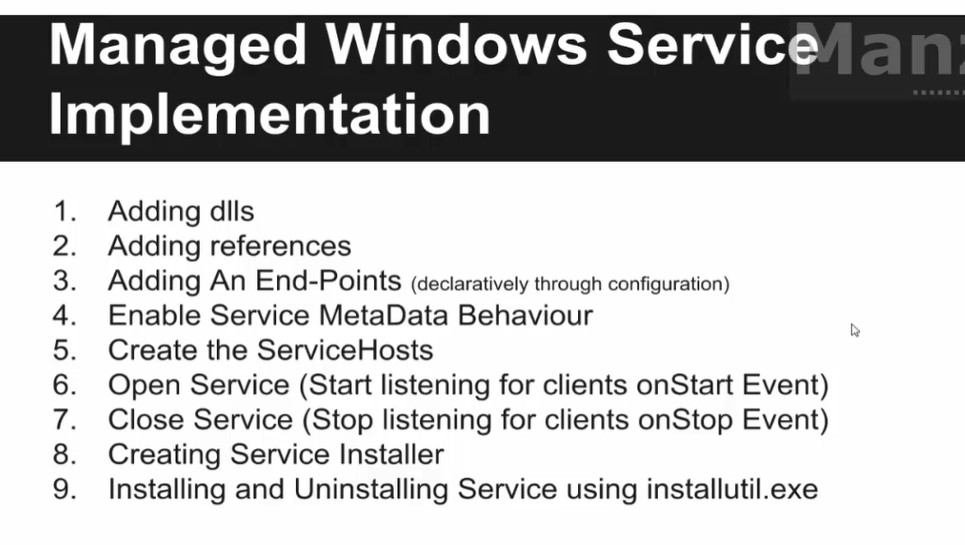 Managed Windows Service
Implementation
1. Adding dlls
2. Adding references
3. Adding An End-Points (declaratively through configuration)
4. Enable Service MetaData Behaviour
5. Create the ServiceHosts
6. Open Service (Start listening for clients onStart Event)
7. Close Service (Stop listening for clients onStop Event)
8. Creating Service Installer
9. Installing and Uninstalling Service using installutil.exe